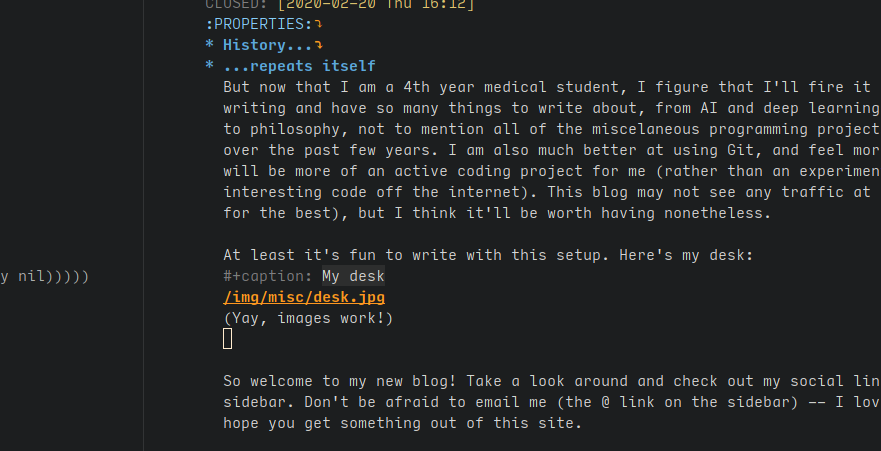 CLOSED: [2020-02-20 Thu 16:12]
:PROPERTIES:
* History...
* ...repeats itself
But now that I am a 4th year medical student, I figure that I'll fire it
writing and have so many things to write about, from AI and deep learning
to philosophy, not to mention all of the miscelaneous programming project
over the past few years. I am also much better at using Git, and feel mor
will be more of an active coding project for me (rather than an experimen
interesting code off the internet). This blog may not see any traffic at
for the best), but I think it'll be worth having nonetheless.
At least it's fun to write with this setup. Here's my desk:
#+caption: My desk
y nil)))))
/img/misc/desk.jpg
(Yay, images work!)
So welcome to my new blog! Take a look around and check out my social lin
sidebar. Don't be afraid to email me (the @ link on the sidebar) -- I lov
hope you get something out of this site.